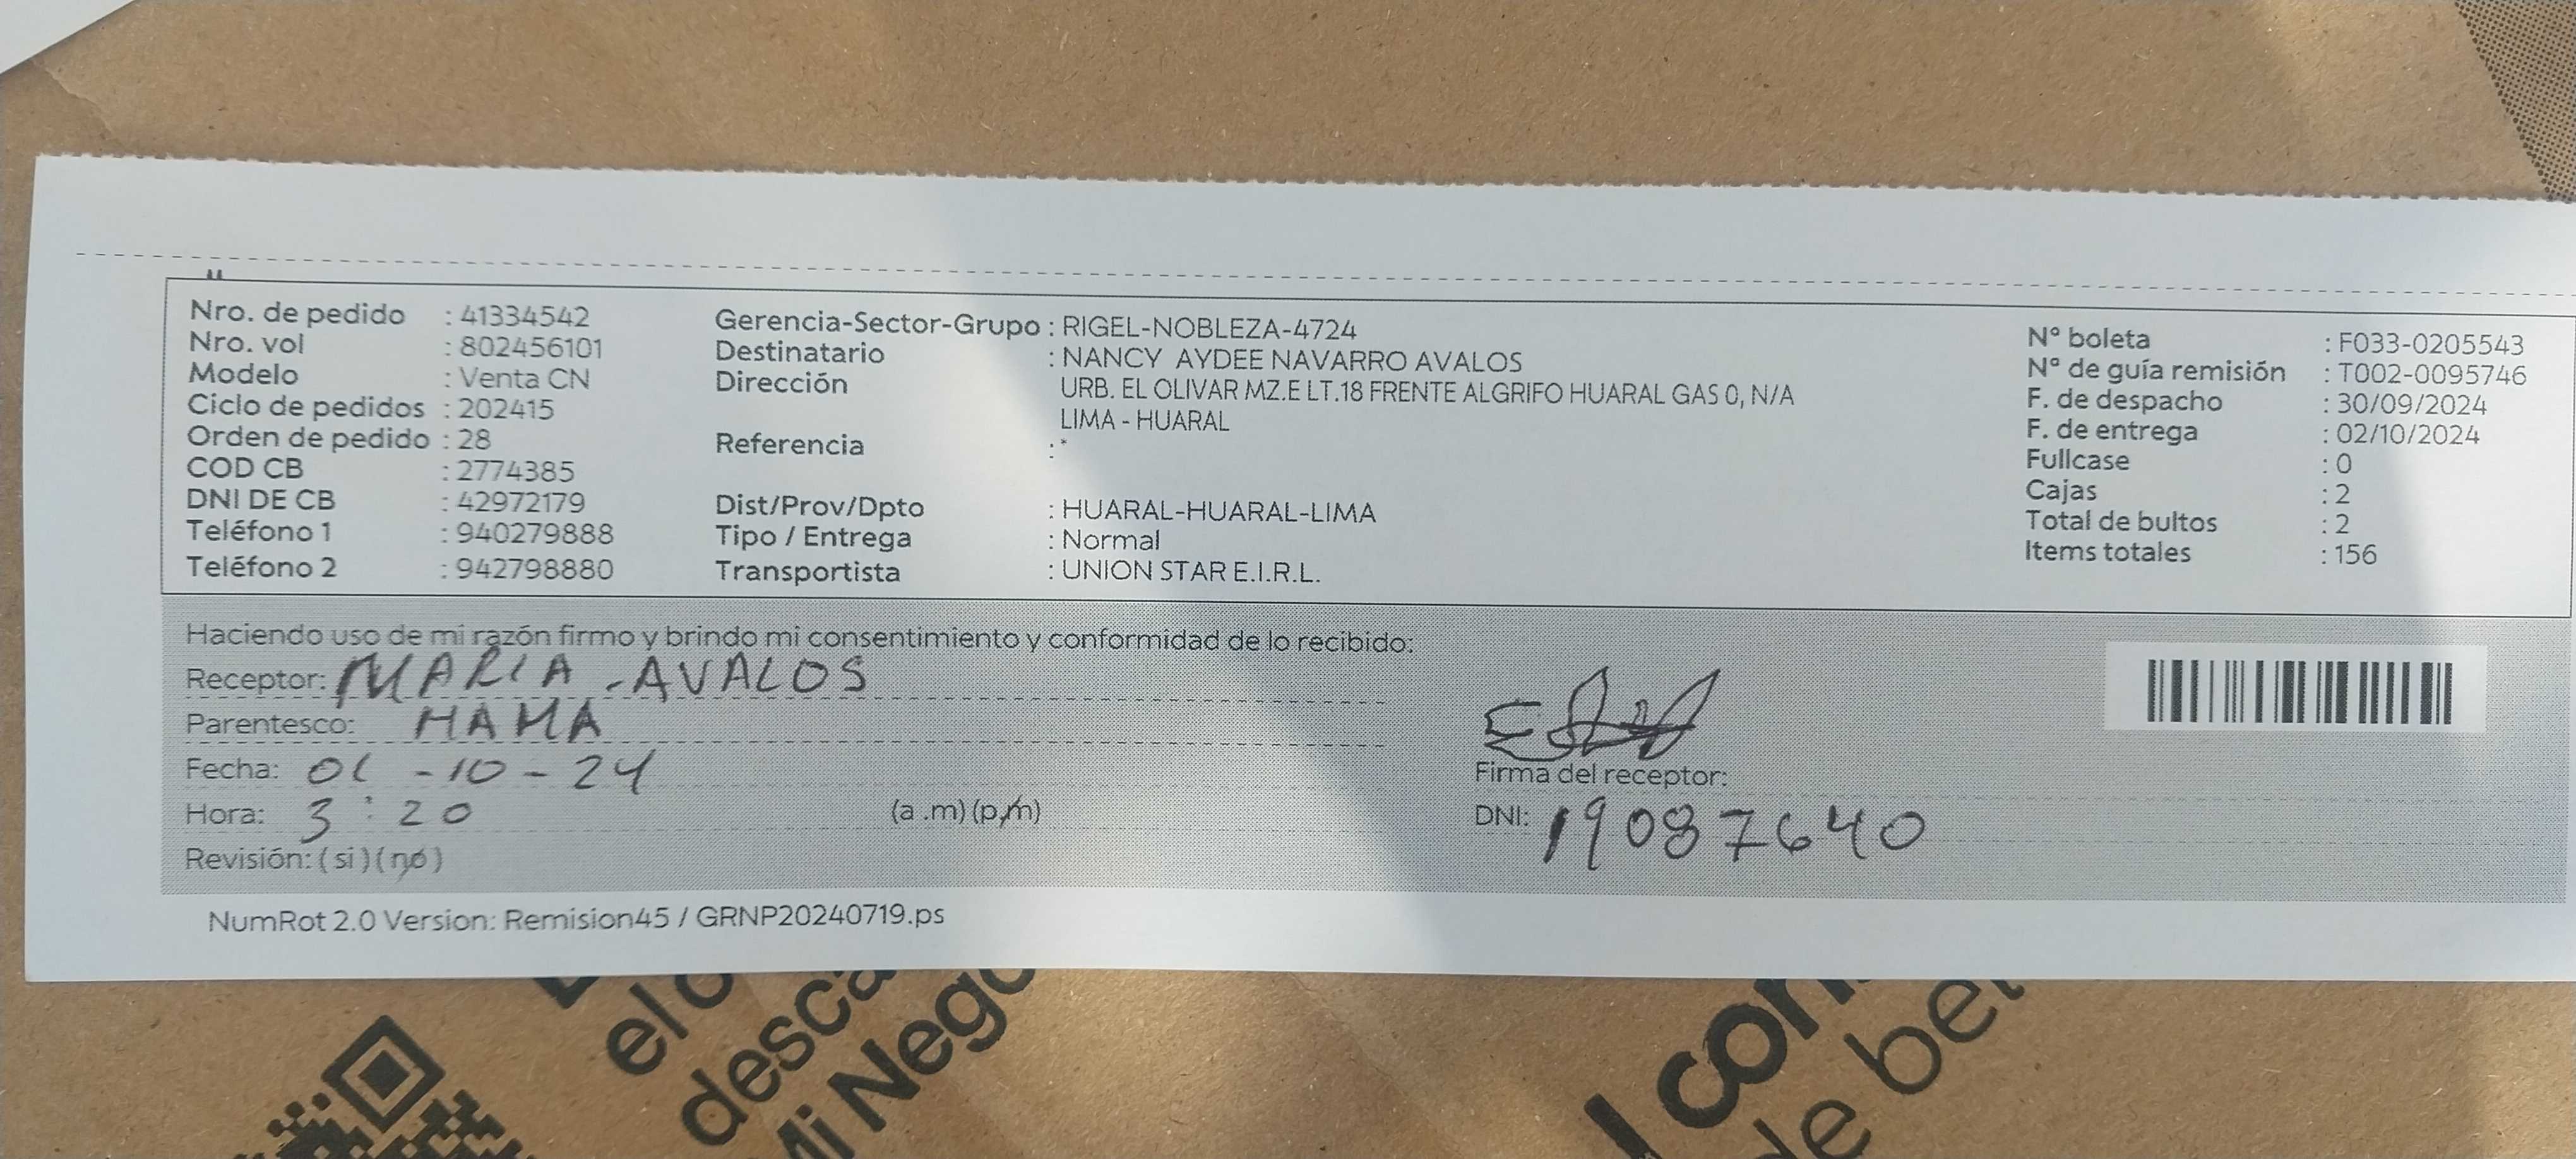 Nro. de pedido : 41334542
Nro. vol : 802456101
Modelo : Venta CN
Ciclo de pedidos : 202415
Orden de pedido : 28
COD CB : 2774385
DNI DE CB : 42972179
Teléfono 1 : 940279888
Teléfono 2 : 942798880
Gerencia-Sector-Grupo : RIGEL-NOBLEZA-4724
Destinatario : NANCY AYDEE NAVARRO AVALOS
Dirección URB. EL OLIVAR MZ.E LT.18 FRENTE ALGRIFO HUARAL GAS 0, N/A
LIMA - HUARAL
Referencia : *
Dist/Prov/Dpto : HUARAL-HUARAL-LIMA
Tipo / Entrega : Normal
Transportista : UNION STAR E.I.R.L.
N° boleta : F033-0205543
N° de guía remisión : T002-0095746
F. de despacho : 30/09/2024
F. de entrega : 02/10/2024
Fullcase : 0
Cajas : 2
Total de bultos : 2
Items totales : 156
Haciendo uso de mi razón firmo y brindo mi consentimiento y conformidad de lo recibido:
Receptor: MARIA - AVALOS
Parentesco: MAMA
Fecha: 01 - 10 - 24
Hora: 3 : 20 (a .m) (p.m)
Revisión: ( si ) ( no )
Firma del receptor:
DNI: 19087640
NumRot 2.0 Version: Remision45 / GRNP20240719.ps
el
desca
Mi Nego
de be